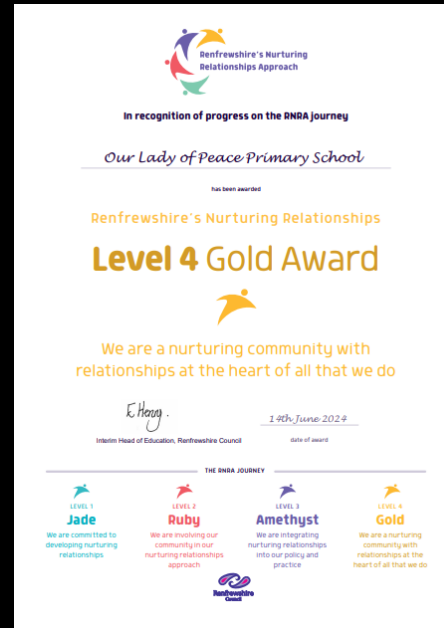 Renfrewshire's Nurturing
Relationships Approach
In recognition of progress on the RNRA journey
Our Lady of Peace Primary School
has been awarded
Renfrewshire's Nurturing Relationships
Level 4 Gold Award
We are a nurturing community with
relationships at the heart of all that we do
E Henry.
14th June 2024
Interim Head of Education, Renfrewshire Council
date of award
THE RNRA JOURNEY
LEVEL 1
Jade
We are committed to
developing nurturing
relationships
LEVEL 2
Ruby
We are involving our
community in our
nurturing relationships
approach
LEVEL 3
Amethyst
We are integrating
nurturing relationships
into our policy and
practice
LEVEL 4
Gold
We are a nurturing
community with
relationships at the
heart of all that we do
Renfrewshire
Council